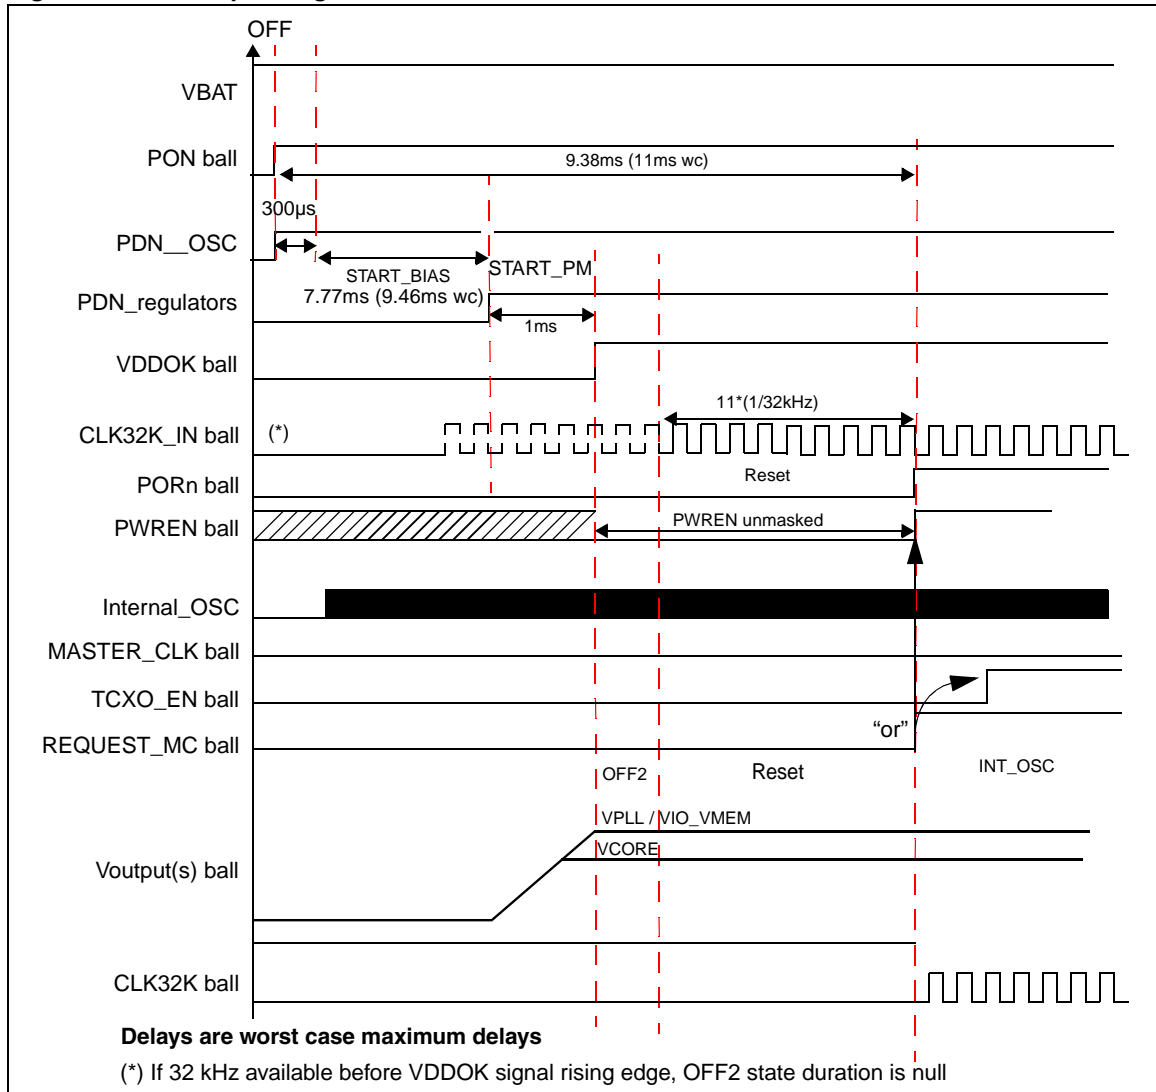 OFF
VBAT
PON ball
9.38ms (11ms wc)
300µs
PDN__OSC
START_BIAS
START_PM
7.77ms (9.46ms wc)
PDN_regulators
1ms
VDDOK ball
11*(1/32kHz)
CLK32K_IN ball
(*)
PORn ball
Reset
PWREN ball
PWREN unmasked
Internal_OSC
MASTER_CLK ball
TCXO_EN ball
"or"
REQUEST_MC ball
OFF2
Reset
INT_OSC
VPLL / VIO_VMEM
VCORE
Voutput(s) ball
CLK32K ball
Delays are worst case maximum delays
(*) If 32 kHz available before VDDOK signal rising edge, OFF2 state duration is null